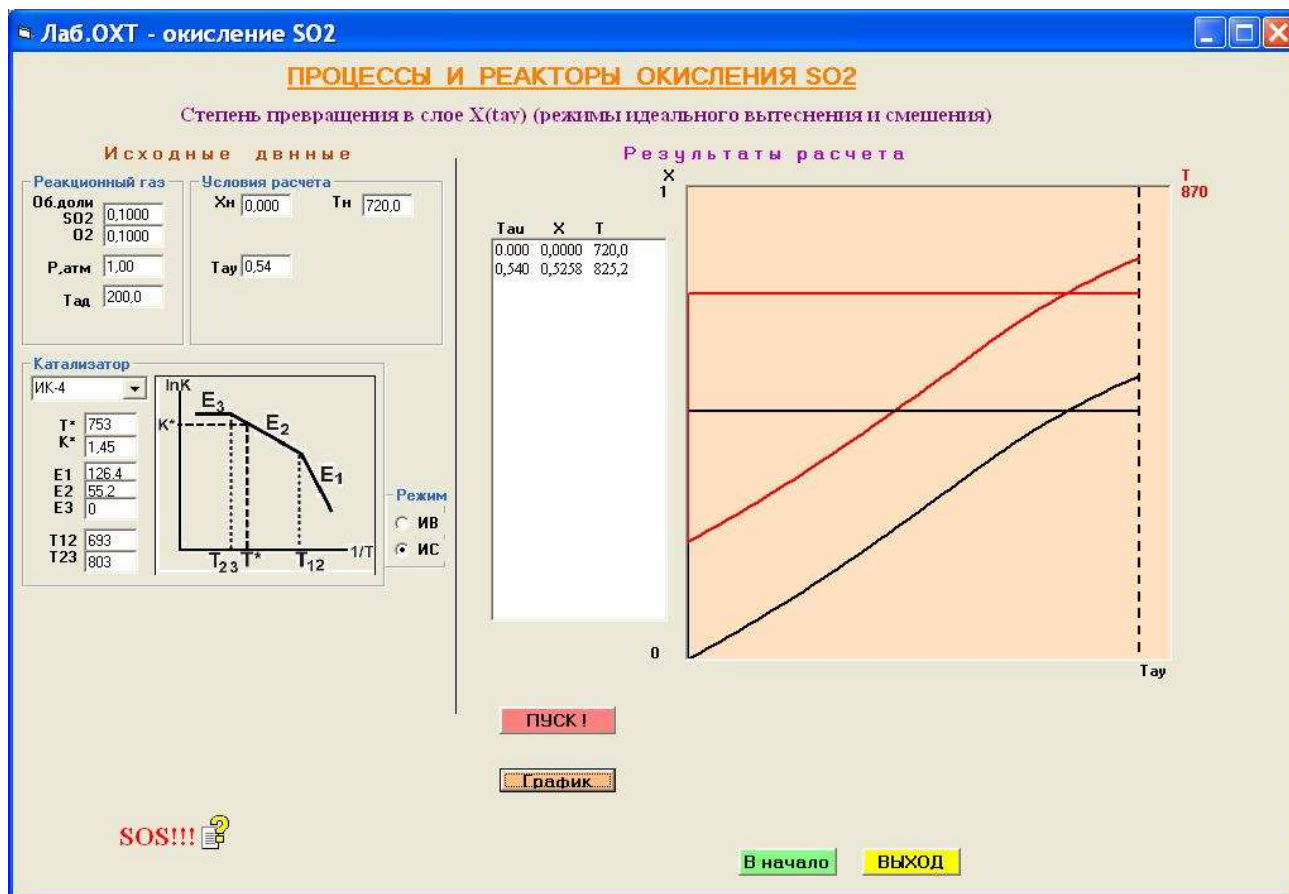 Лаб.ОХТ - окисление SO2
ПРОЦЕССЫ И РЕАКТОРЫ ОКИСЛЕНИЯ SO2
Степень превращения в слое X(tay) (режимы идеального вытеснения и смешения)
Исходные двнные
Реакционный газ
Об.доли
SO2 0,1000
O2 0,1000
P,атм 1,00
Tад 200,0
Условия расчета
Xн 0,000 Tн 720,0
Tay 0,54
Катализатор
ИК-4
T* 753
K* 1,45
E1 126.4
E2 55.2
E3 0
T12 693
T23 803
lnK
E3
K*
E2
E1
T23 T* T12 1/T
Режим
ИВ
ИС
Результаты расчета
X
1
T
870
Tau X T
0.000 0,0000 720,0
0,540 0,5258 825,2
0
Tay
ПУСК !
График
SOS!!!
В начало
ВЫХОД